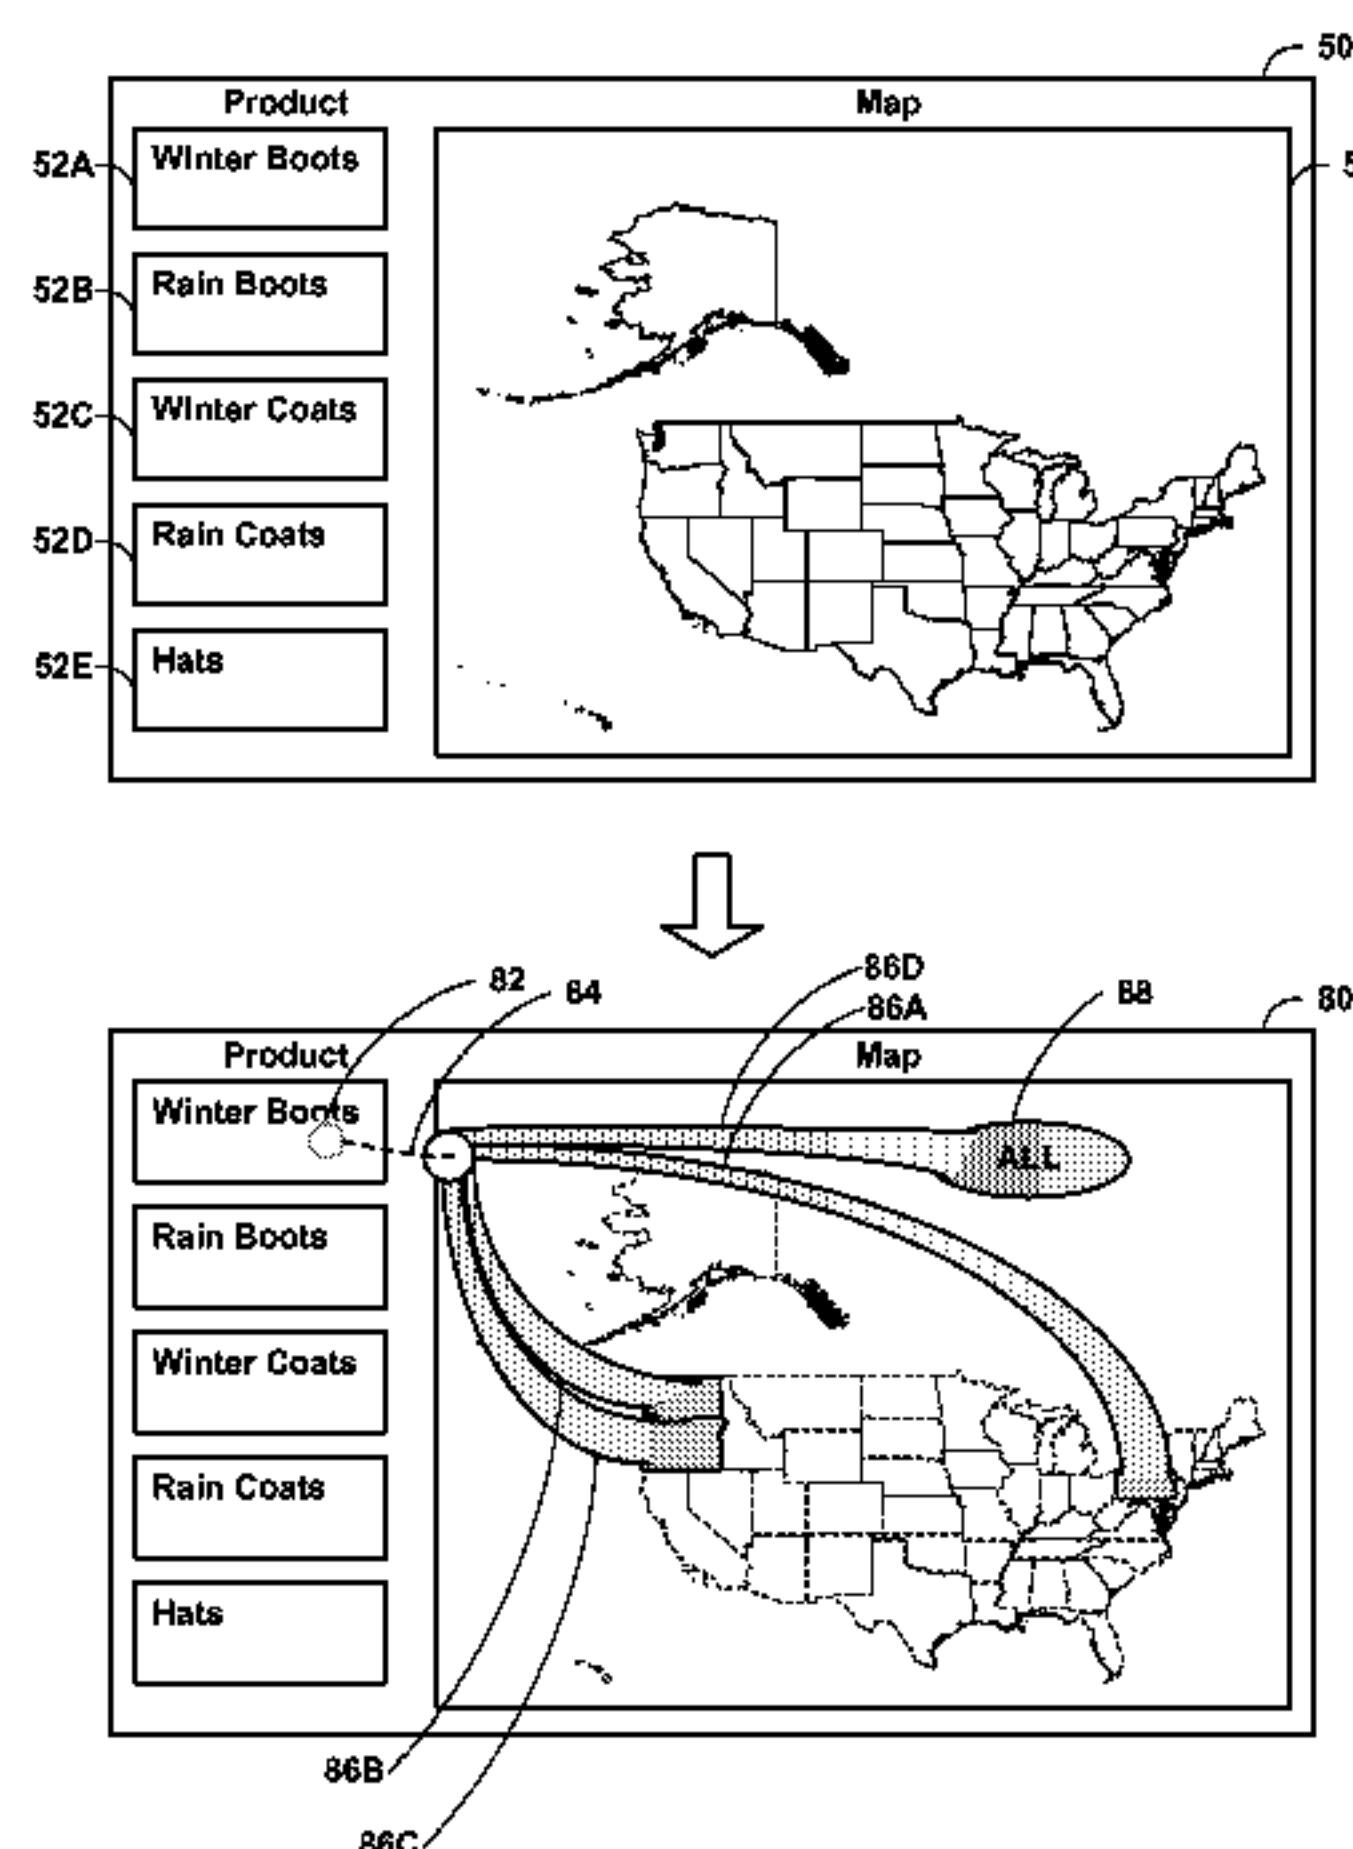 50
Product Map
52A Winter Boots
52B Rain Boots
52C Winter Coats
52D Rain Coats
52E Hats
82 84 86D 88
86A 80
Product Map
Winter Boots
ALL
Rain Boots
Winter Coats
Rain Coats
Hats
86B
86C